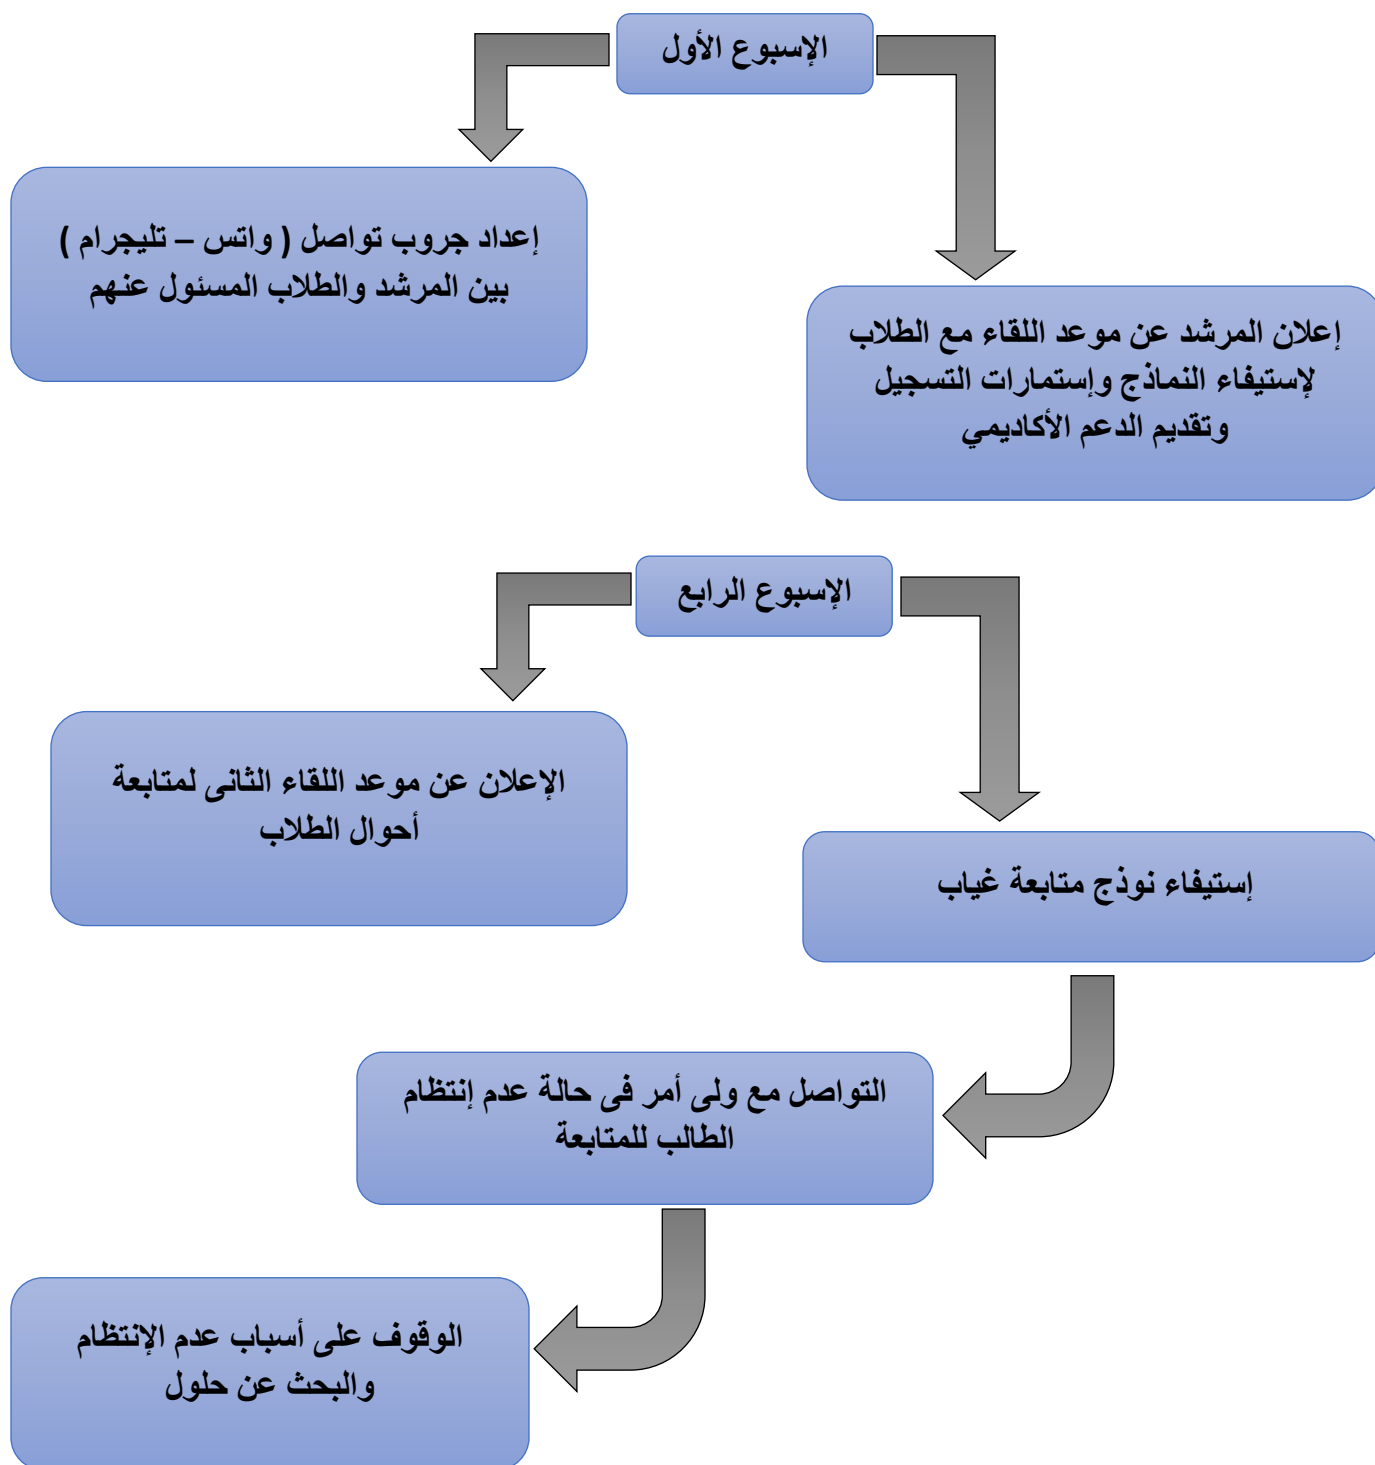 الإسبوع الأول
إعلان المرشد عن موعد اللقاء مع الطلاب
لإستيفاء النماذج وإستمارات التسجيل
وتقديم الدعم الأكاديمي
إعداد جروب تواصل ( واتس – تليجرام )
بين المرشد والطلاب المسئول عنهم
الإسبوع الرابع
إستيفاء نوذج متابعة غياب
الإعلان عن موعد اللقاء الثانى لمتابعة
أحوال الطلاب
التواصل مع ولى أمر فى حالة عدم إنتظام
الطالب للمتابعة
الوقوف على أسباب عدم الإنتظام
والبحث عن حلول